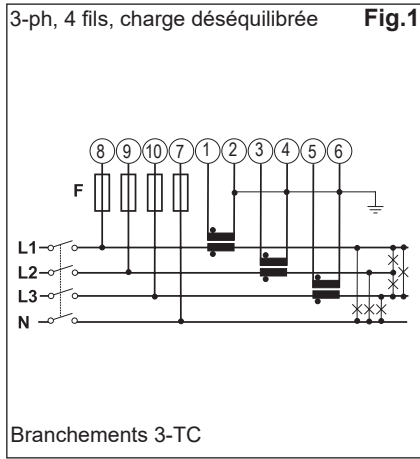 3-ph, 4 fils, charge déséquilibrée Fig.1
8 9 10 7 1 2 3 4 5 6
F
L1
L2
L3
N
Branchements 3-TC